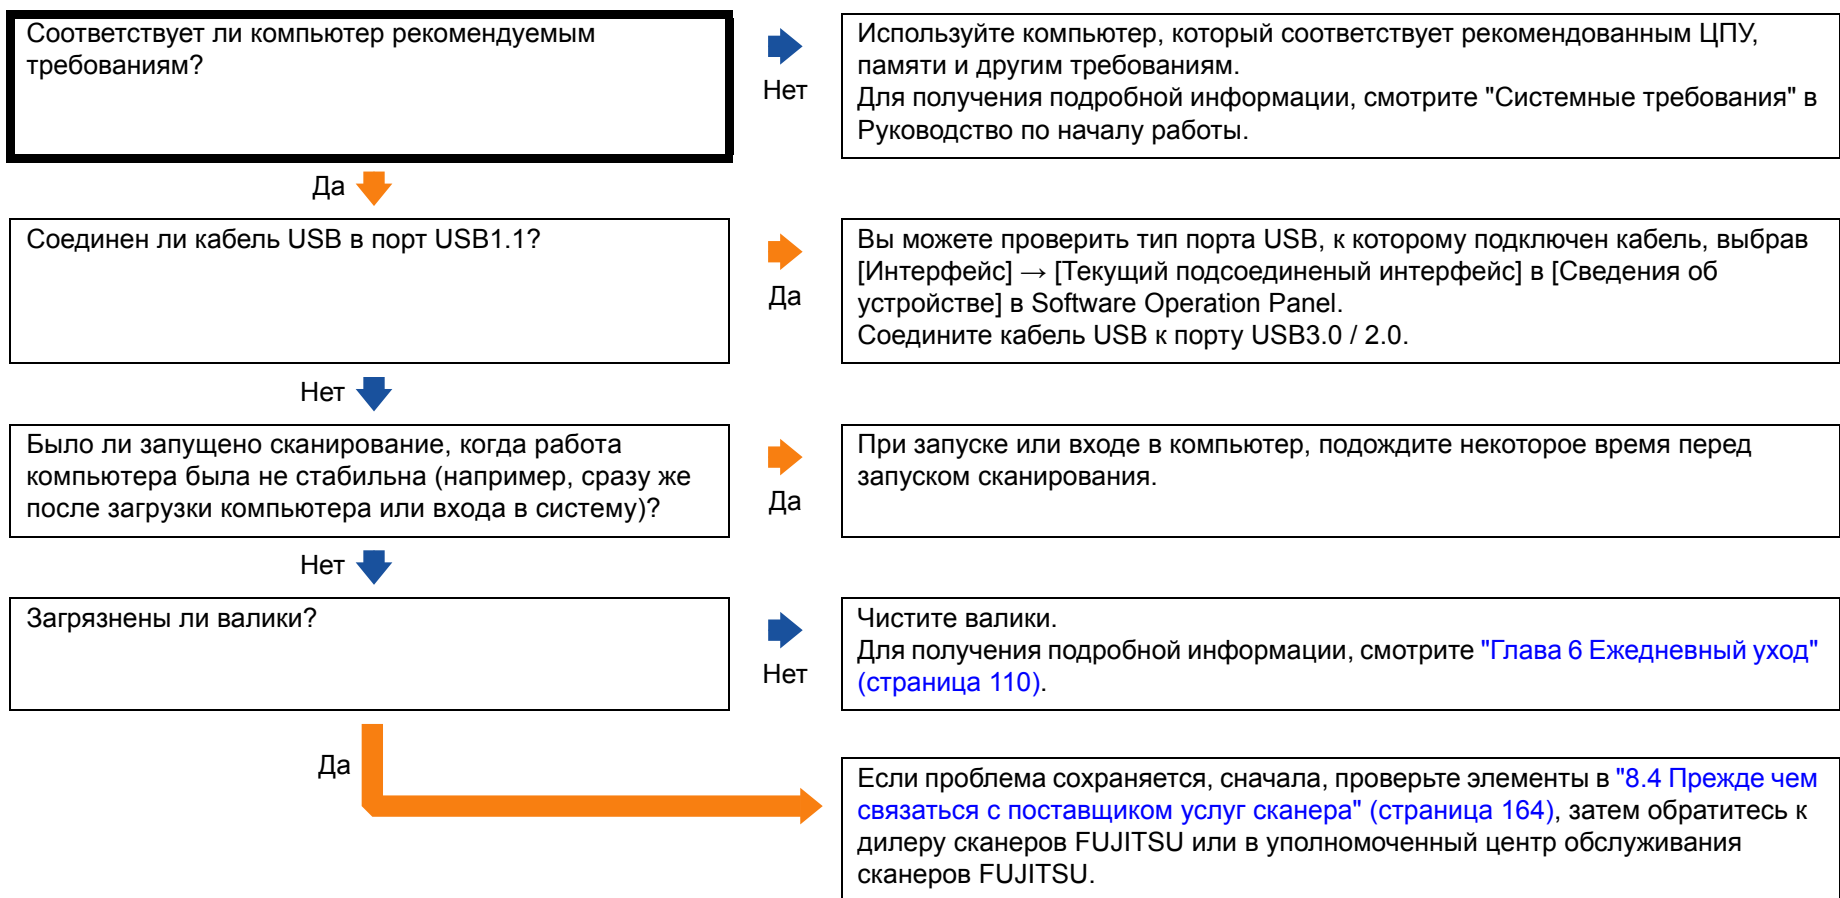 Соответствует ли компьютер рекомендуемым
требованиям?
Нет
Используйте компьютер, который соответствует рекомендованным ЦПУ,
памяти и другим требованиям.
Для получения подробной информации, смотрите "Системные требования" в
Руководство по началу работы.
Да
Соединен ли кабель USB в порт USB1.1?
Да
Вы можете проверить тип порта USB, к которому подключен кабель, выбрав
[Интерфейс] → [Текущий подсоединеный интерфейс] в [Сведения об
устройстве] в Software Operation Panel.
Соедините кабель USB к порту USB3.0 / 2.0.
Нет
Было ли запущено сканирование, когда работа
компьютера была не стабильна (например, сразу же
после загрузки компьютера или входа в систему)?
Да
При запуске или входе в компьютер, подождите некоторое время перед
запуском сканирования.
Нет
Загрязнены ли валики?
Нет
Чистите валики.
Для получения подробной информации, смотрите "Глава 6 Ежедневный уход"
(страница 110).
Да
Если проблема сохраняется, сначала, проверьте элементы в "8.4 Прежде чем
связаться с поставщиком услуг сканера" (страница 164), затем обратитесь к
дилеру сканеров FUJITSU или в уполномоченный центр обслуживания
сканеров FUJITSU.